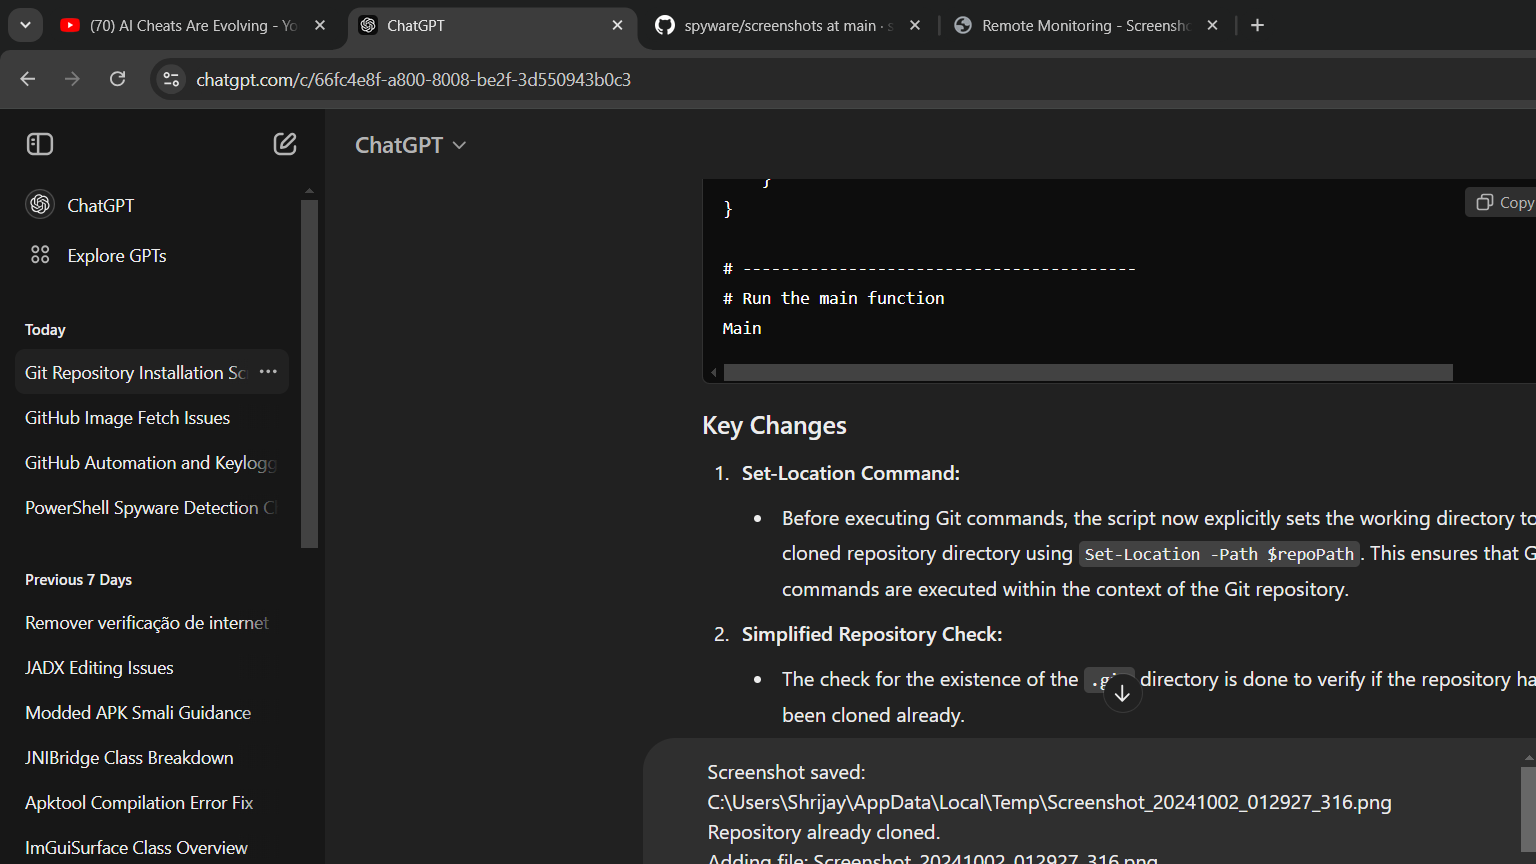 (70) AI Cheats Are Evolving - Yo
ChatGPT
spyware/screenshots at main · s
Remote Monitoring - Screensho
chatgpt.com/c/66fc4e8f-a800-8008-be2f-3d550943b0c3
ChatGPT
ChatGPT
Explore GPTs
Today
Git Repository Installation Sc
GitHub Image Fetch Issues
GitHub Automation and Keylogg
PowerShell Spyware Detection C
Previous 7 Days
Remover verificação de internet
JADX Editing Issues
Modded APK Smali Guidance
JNIBridge Class Breakdown
Apktool Compilation Error Fix
ImGuiSurface Class Overview
}
}
Copy
# -----------------------------------------
# Run the main function
Main
Key Changes
1. Set-Location Command:
• Before executing Git commands, the script now explicitly sets the working directory to
cloned repository directory using Set-Location -Path $repoPath. This ensures that G
commands are executed within the context of the Git repository.
2. Simplified Repository Check:
• The check for the existence of the directory is done to verify if the repository ha
been cloned already.
Screenshot saved:
C:\Users\Shrijay\AppData\Local\Temp\Screenshot_20241002_012927_316.png
Repository already cloned.
Adding file: Screenshot_20241002_012927_316.png